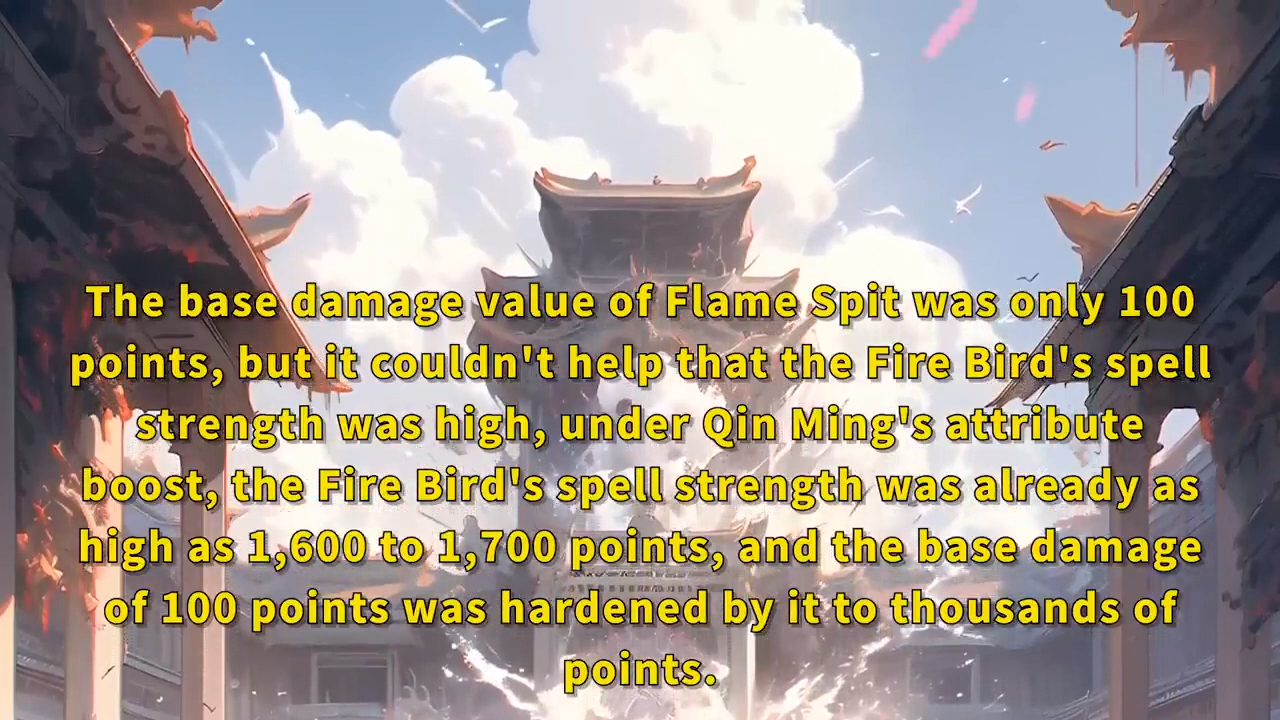 The base damage value of Flame Spit was only 100
points, but it couldn't help that the Fire Bird's spell
strength was high, under Qin Ming's attribute
boost, the Fire Bird's spell strength was already as
high as 1,600 to 1,700 points, and the base damage
of 100 points was hardened by it to thousands of
points.